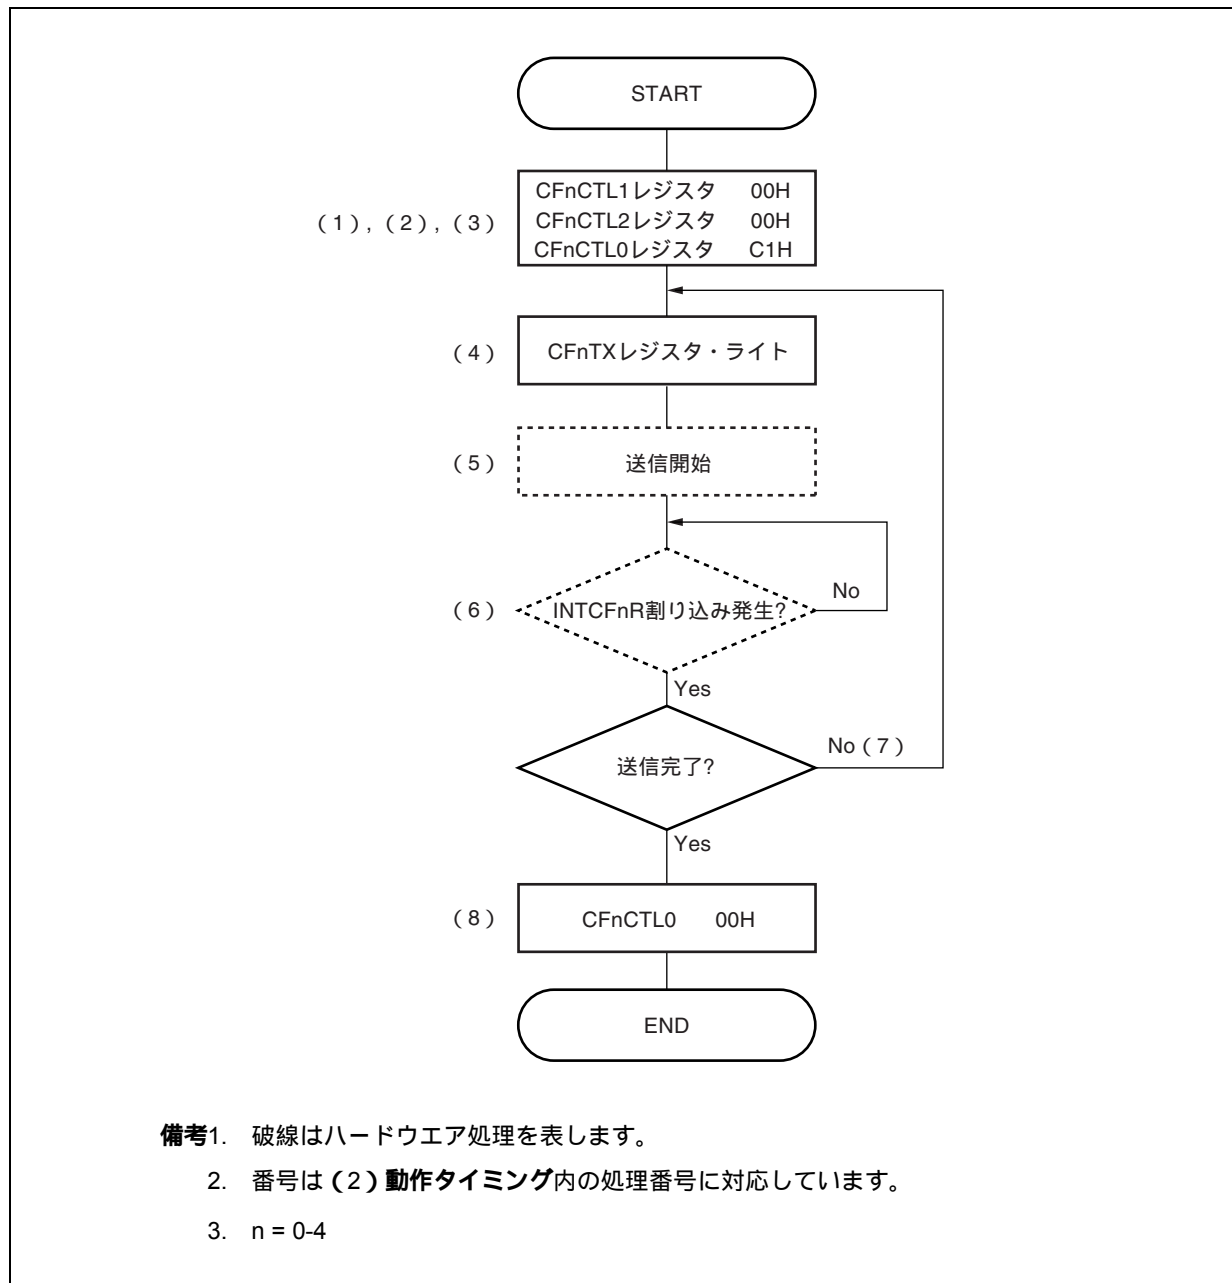 START
CFnCTL1レジスタ 00H
（1），（2），（3） CFnCTL2レジスタ 00H
CFnCTL0レジスタ C1H
（4） CFnTXレジスタ・ライト
（5） 送信開始
No
（6） INTCFnR割り込み発生?
Yes
No（7）
送信完了?
Yes
（8） CFnCTL0 00H
END
備考1. 破線はハードウエア処理を表します。
2. 番号は（2）動作タイミング内の処理番号に対応しています。
3. n = 0-4